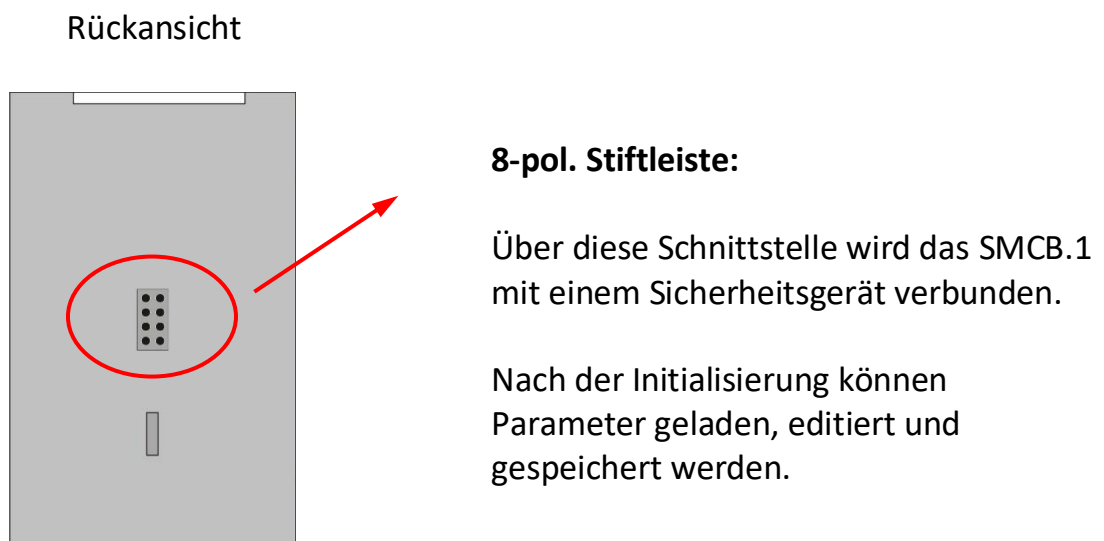 Rückansicht
8-pol. Stiftleiste:
Über diese Schnittstelle wird das SMCB.1
mit einem Sicherheitsgerät verbunden.
Nach der Initialisierung können
Parameter geladen, editiert und
gespeichert werden.